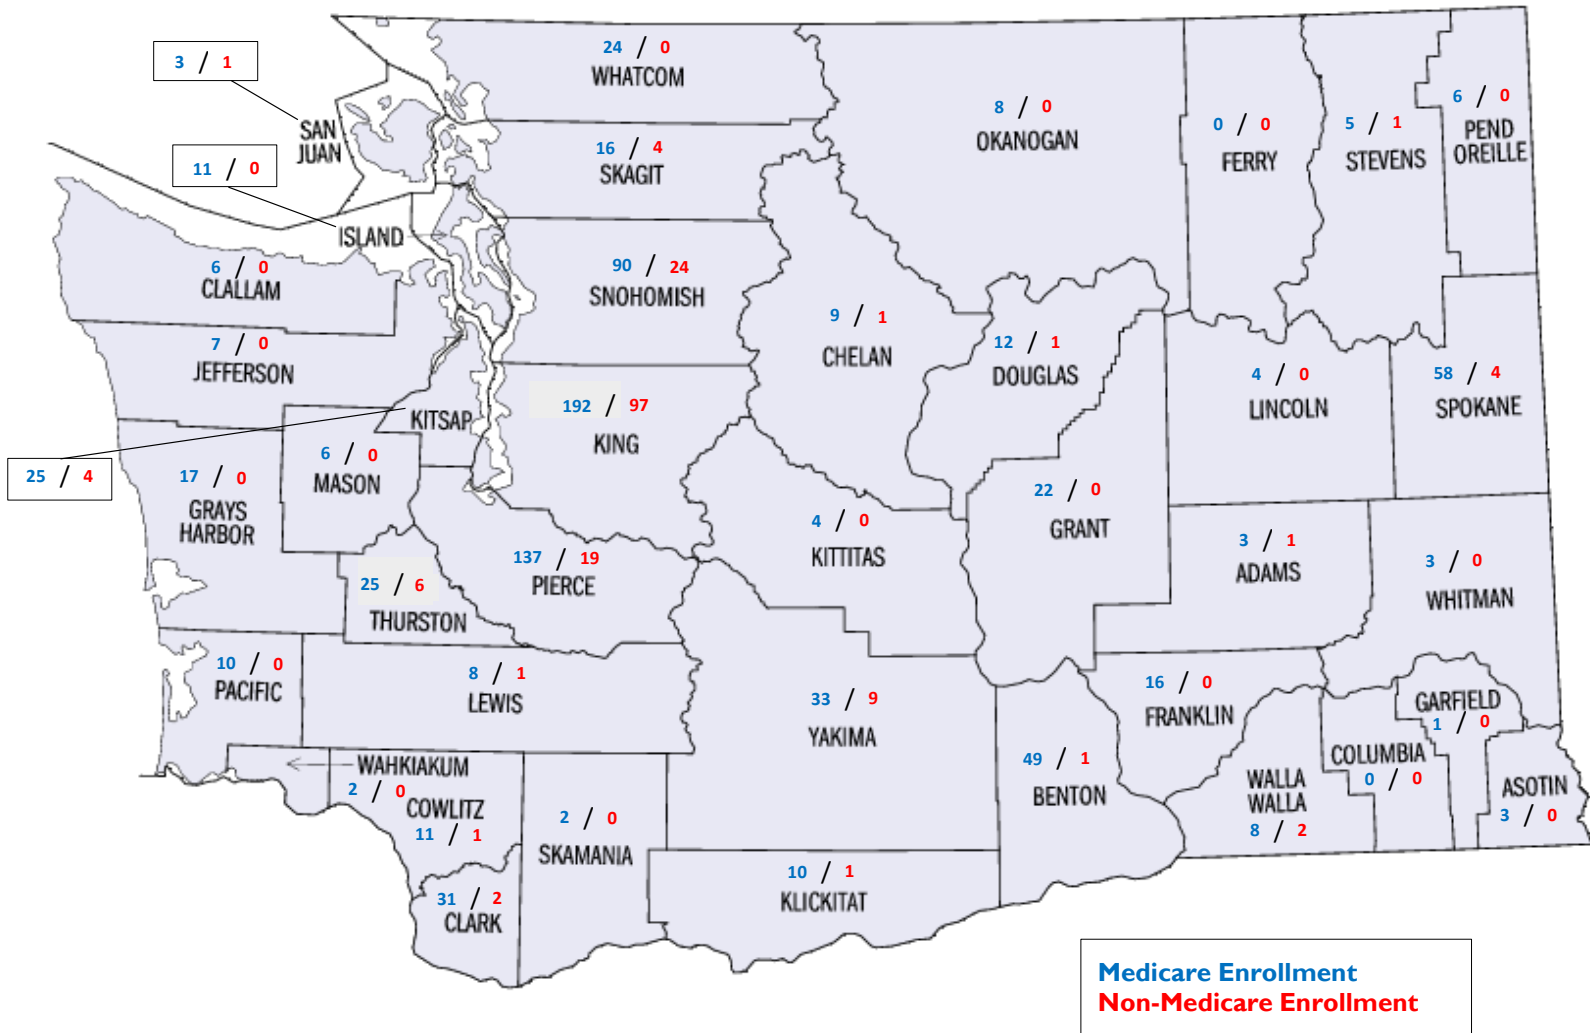 3 / 1
SAN
JUAN
11 / 0
ISLAND
24 / 0
WHATCOM
16 / 4
SKAGIT
90 / 24
SNOHOMISH
8 / 0
OKANOGAN
0 / 0
FERRY
5 / 1
STEVENS
6 / 0
PEND
OREILLE
6 / 0
CLALLAM
7 / 0
JEFFERSON
KITSAP
25 / 4
192 / 97
KING
9 / 1
CHELAN
12 / 1
DOUGLAS
4 / 0
LINCOLN
58 / 4
SPOKANE
17 / 0
GRAYS
HARBOR
6 / 0
MASON
22 / 0
GRANT
4 / 0
KITTITAS
3 / 1
ADAMS
3 / 0
WHITMAN
25 / 6
THURSTON
137 / 19
PIERCE
10 / 0
PACIFIC
8 / 1
LEWIS
33 / 9
YAKIMA
16 / 0
FRANKLIN
GARFIELD
1 / 0
COLUMBIA
0 / 0
ASOTIN
3 / 0
WALLA
WALLA
8 / 2
49 / 1
BENTON
WAHKIAKUM
2 / 0
COWLITZ
11 / 1
2 / 0
SKAMANIA
31 / 2
CLARK
10 / 1
KLICKITAT
Medicare Enrollment
Non-Medicare Enrollment